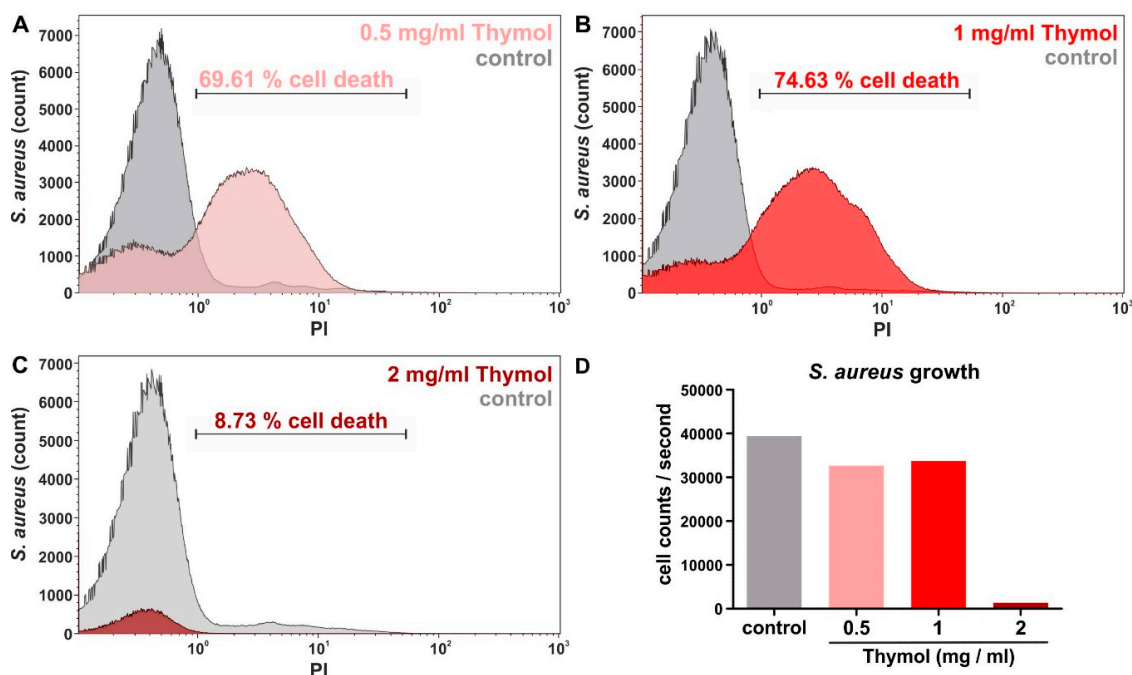 A
0.5 mg/ml Thymol
control
69.61 % cell death
S. aureus (count)
7000
6000
5000
4000
3000
2000
1000
0
10⁰
10¹
10²
10³
PI
B
1 mg/ml Thymol
control
74.63 % cell death
S. aureus (count)
7000
6000
5000
4000
3000
2000
1000
0
10⁰
10¹
10²
10³
PI
C
2 mg/ml Thymol
control
8.73 % cell death
S. aureus (count)
7000
6000
5000
4000
3000
2000
1000
0
10⁰
10¹
10²
10³
PI
D
S. aureus growth
cell counts / second
50000
40000
30000
20000
10000
0
control
0.5
1
2
Thymol (mg / ml)